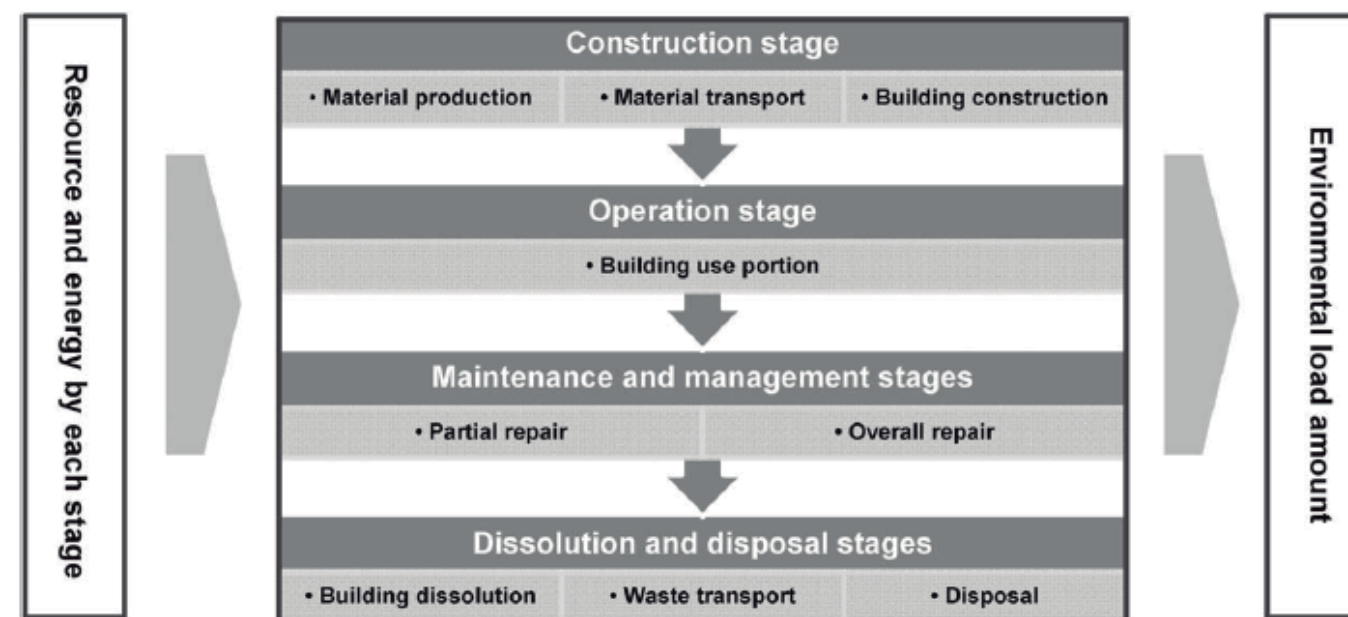 Resource and energy by each stage
Construction stage
• Material production
• Material transport
• Building construction
Operation stage
• Building use portion
Maintenance and management stages
• Partial repair
• Overall repair
Dissolution and disposal stages
• Building dissolution
• Waste transport
• Disposal
Environmental load amount